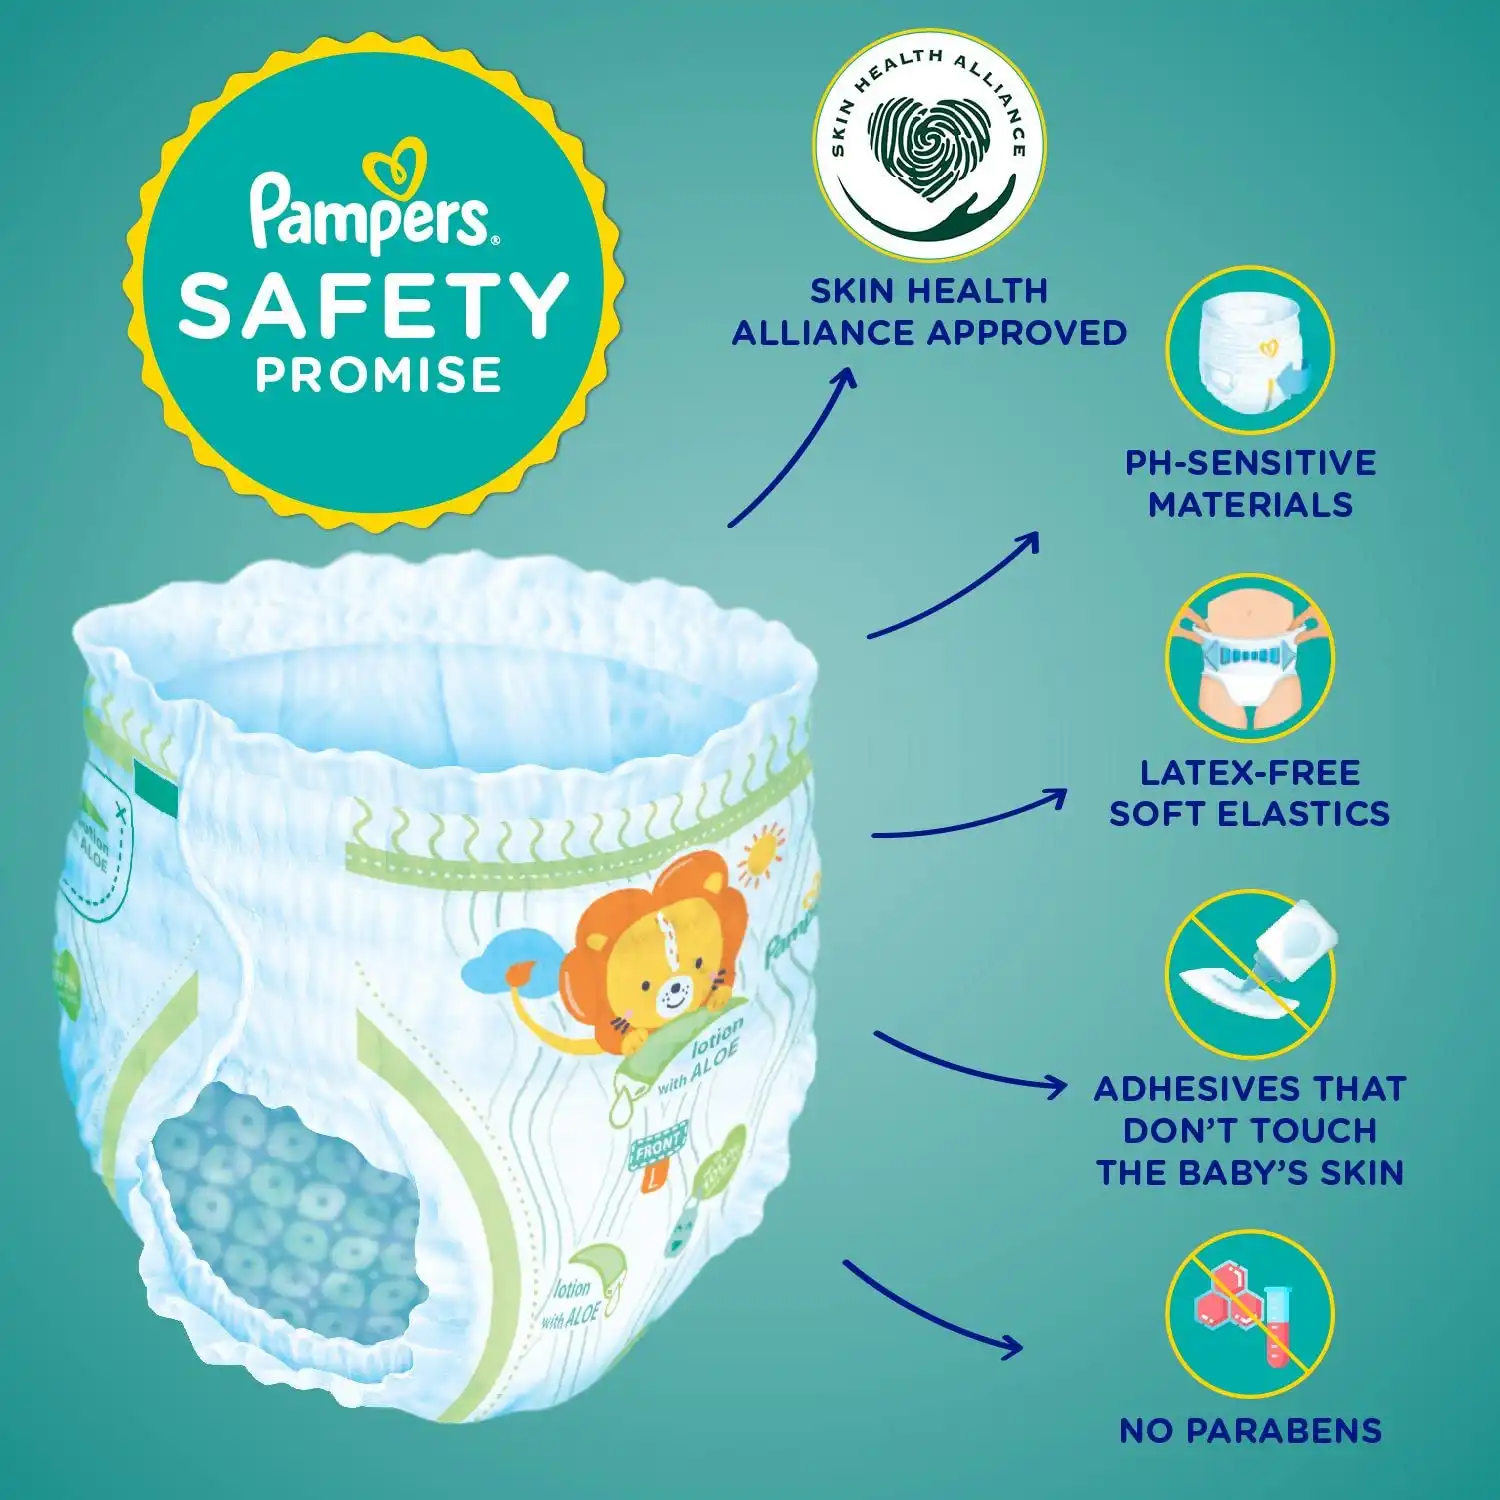 Pampers®
SAFETY
PROMISE
SKIN HEALTH ALLIANCE
SKIN HEALTH
ALLIANCE APPROVED
PH-SENSITIVE
MATERIALS
LATEX-FREE
SOFT ELASTICS
ADHESIVES THAT
DON'T TOUCH
THE BABY'S SKIN
NO PARABENS
ALOE
lotion
with ALOE
FRONT
L
lotion
with ALOE